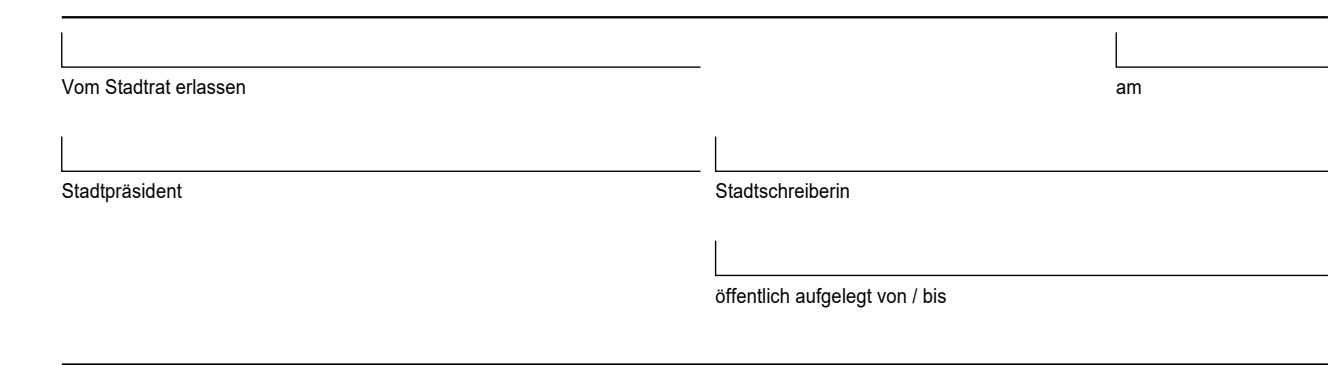 Vom Stadtrat erlassen
am
Stadtpräsident
Stadtschreiberin
öffentlich aufgelegt von / bis